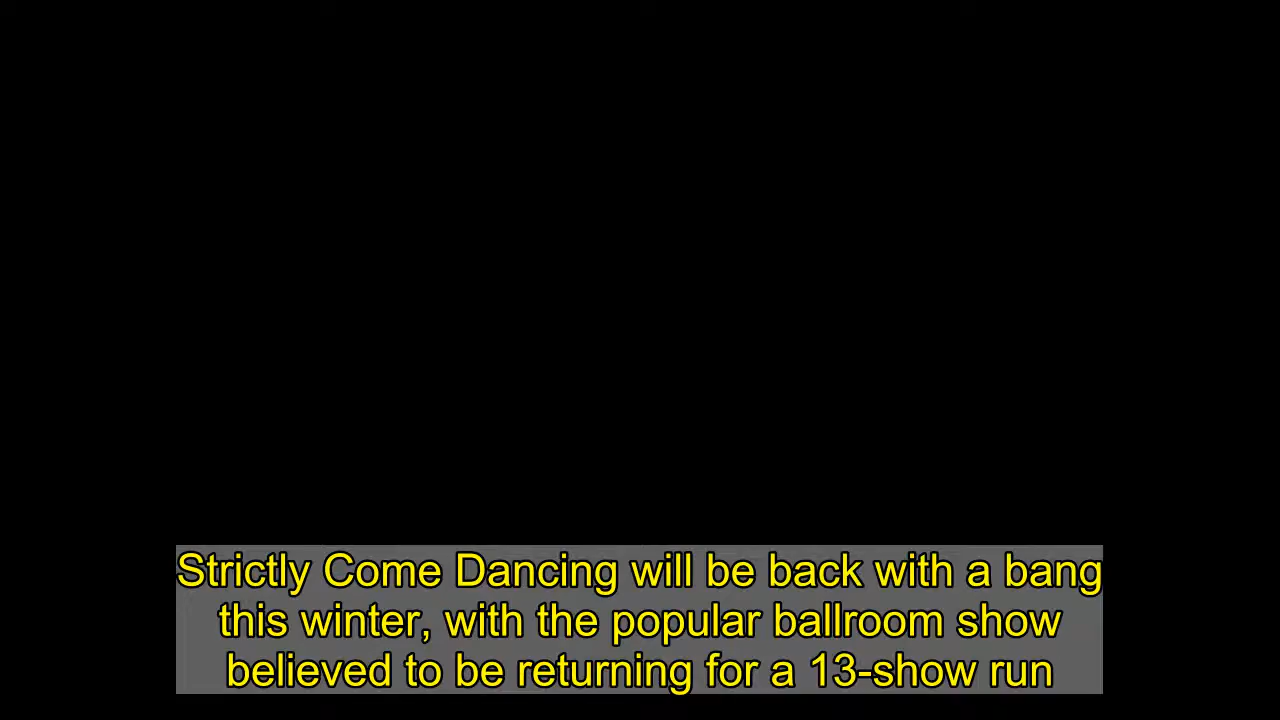 Strictly Come Dancing will be back with a bang
this winter, with the popular ballroom show
believed to be returning for a 13-show run